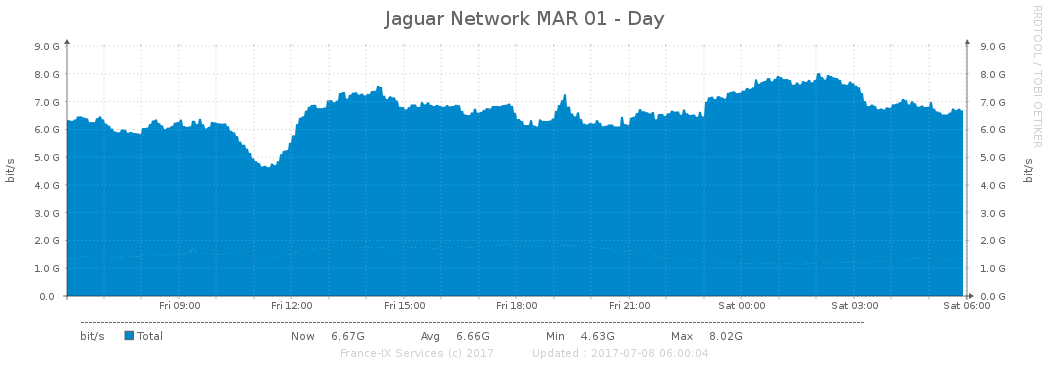 Jaguar Network MAR 01 - Day
RRDTOOL / TOBI OETIKER
bit/s
bit/s
9.0 G 9.0 G
8.0 G 8.0 G
7.0 G 7.0 G
6.0 G 6.0 G
5.0 G 5.0 G
4.0 G 4.0 G
3.0 G 3.0 G
2.0 G 2.0 G
1.0 G 1.0 G
0.0 0.0 G
Fri 09:00 Fri 12:00 Fri 15:00 Fri 18:00 Fri 21:00 Sat 00:00 Sat 03:00 Sat 06:00
bit/s Total Now 6.67G Avg 6.66G Min 4.63G Max 8.02G
France-IX Services (c) 2017 Updated : 2017-07-08 06:00:04